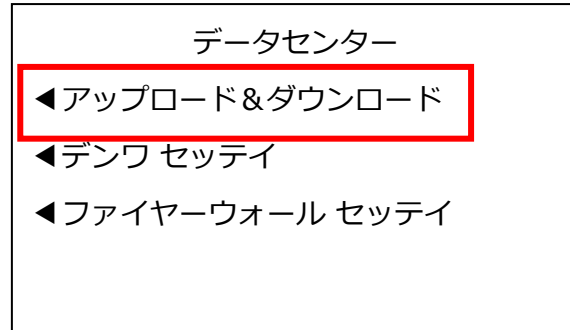 データセンター
◀アップロード&ダウンロード
◀デンワ セッテイ
◀ファイヤーウォール セッテイ